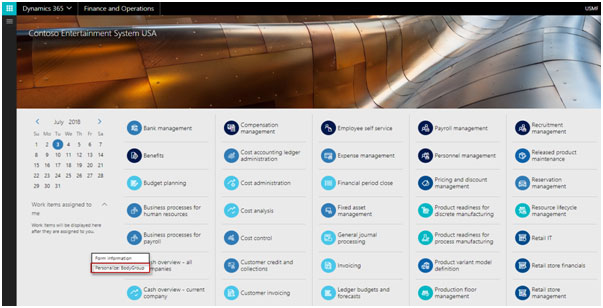 Dynamics 365
Finance and Operations
USMF
Contoso Entertainment System USA
July 2018
Su Mo Tu We Th Fr Sa
1 2 3 4 5 6 7
8 9 10 11 12 13 14
15 16 17 18 19 20 21
22 23 24 25 26 27 28
29 30 31
Work items assigned to
me
Work items will be displayed here
after they are assigned to you.
Form information
Personalize: BodyGroup
Bank management
Benefits
Budget planning
Business processes for
human resources
Business processes for
payroll
Cash overview - all
companies
Cash overview - current
company
Compensation
management
Cost accounting ledger
administration
Cost administration
Cost analysis
Cost control
Customer credit and
collections
Customer invoicing
Employee self service
Expense management
Financial period close
Fixed asset
management
General journal
processing
Invoicing
Ledger budgets and
forecasts
Payroll management
Personnel management
Pricing and discount
management
Product readiness for
discrete manufacturing
Product readiness for
process manufacturing
Product variant model
definition
Production floor
management
Recruitment
management
Released product
maintenance
Reservation
management
Resource lifecycle
management
Retail IT
Retail store financials
Retail store
management